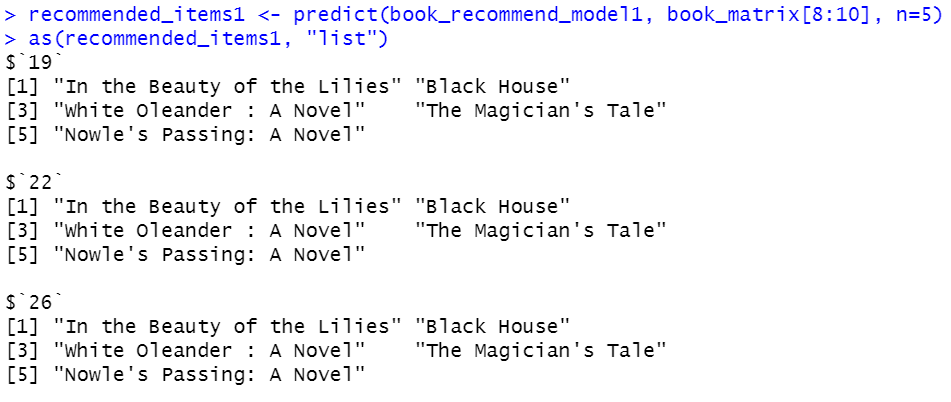 > recommended_items1 <- predict(book_recommend_model1, book_matrix[8:10], n=5)
> as(recommended_items1, "list")
$`19`
[1] "In the Beauty of the Lilies" "Black House"
[3] "White Oleander : A Novel"    "The Magician's Tale"
[5] "Nowle's Passing: A Novel"

$`22`
[1] "In the Beauty of the Lilies" "Black House"
[3] "White Oleander : A Novel"    "The Magician's Tale"
[5] "Nowle's Passing: A Novel"

$`26`
[1] "In the Beauty of the Lilies" "Black House"
[3] "White Oleander : A Novel"    "The Magician's Tale"
[5] "Nowle's Passing: A Novel"